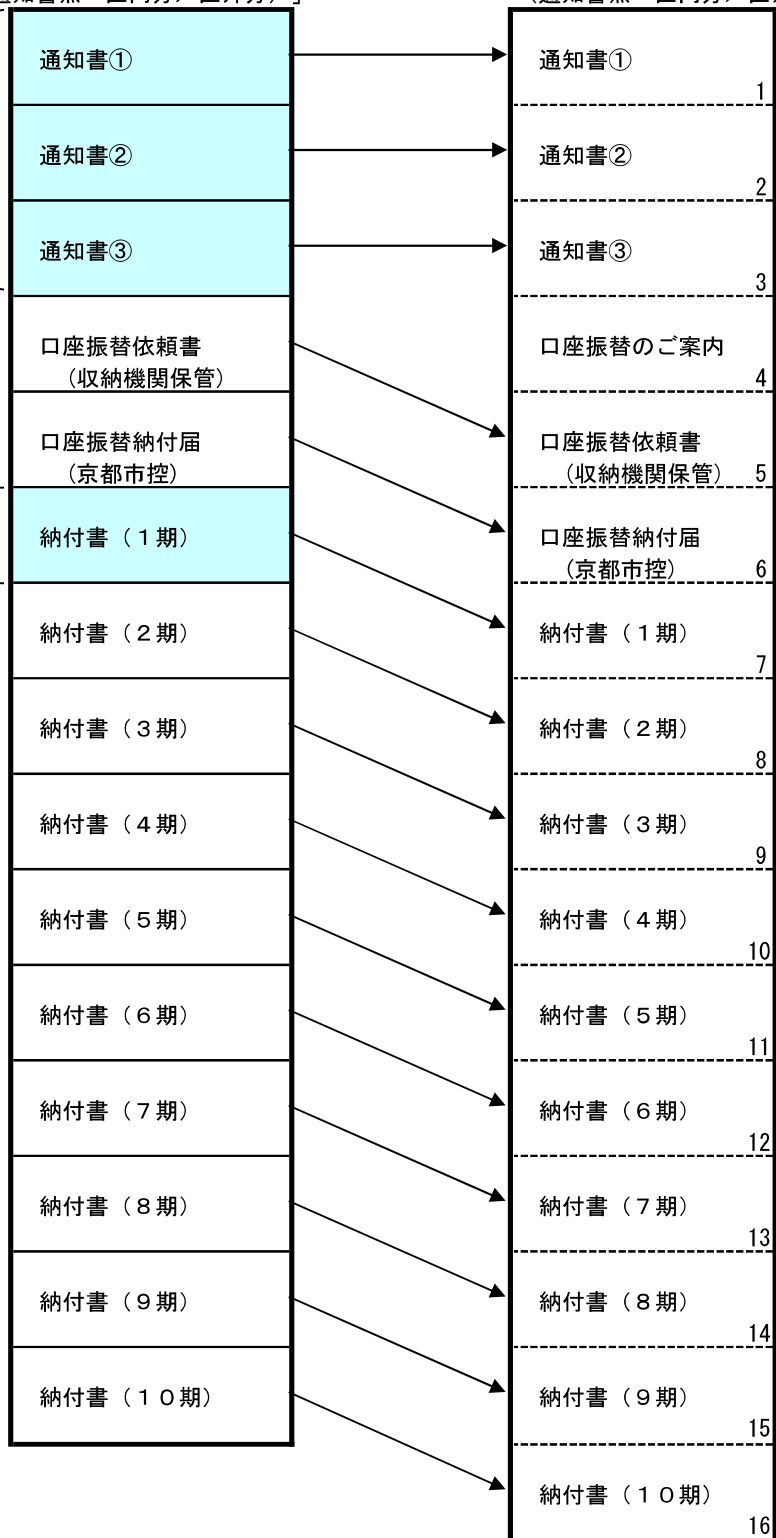 通知書①
通知書②
通知書③
口座振替依頼書
（収納機関保管）
口座振替納付届
（京都市控）
納付書（１期）
納付書（２期）
納付書（３期）
納付書（４期）
納付書（５期）
納付書（６期）
納付書（７期）
納付書（８期）
納付書（９期）
納付書（１０期）
通知書①
1
通知書②
2
通知書③
3
口座振替のご案内
4
口座振替依頼書
（収納機関保管）
5
口座振替納付届
（京都市控）
6
納付書（１期）
7
納付書（２期）
8
納付書（３期）
9
納付書（４期）
10
納付書（５期）
11
納付書（６期）
12
納付書（７期）
13
納付書（８期）
14
納付書（９期）
15
納付書（１０期）
16